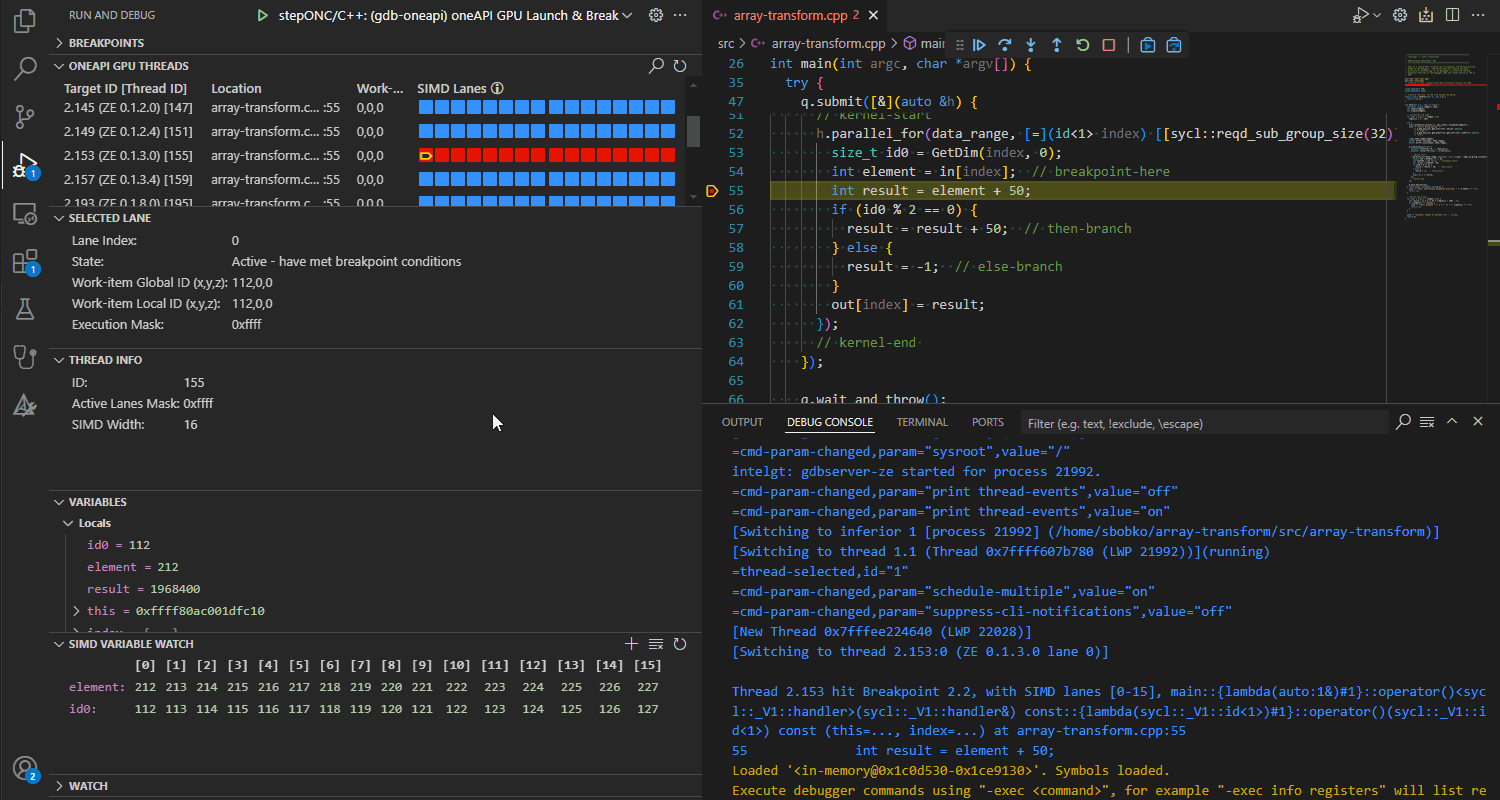 RUN AND DEBUG
stepONC/C++: (gdb-oneapi) oneAPI GPU Launch & Break
BREAKPOINTS
ONEAPI GPU THREADS
Target ID [Thread ID] Location Work-... SIMD Lanes
2.145 (ZE 0.1.2.0) [147] array-transform.c... :55 0,0,0
2.149 (ZE 0.1.2.4) [151] array-transform.c... :55 0,0,0
2.153 (ZE 0.1.3.0) [155] array-transform.c... :55 0,0,0
2.157 (ZE 0.1.3.4) [159] array-transform.c... :55 0,0,0
2.193 (ZE 0.1.8.0) [195] array-transform.c... :55 0,0,0
SELECTED LANE
Lane Index: 0
State: Active - have met breakpoint conditions
Work-item Global ID (x,y,z): 112,0,0
Work-item Local ID (x,y,z): 112,0,0
Execution Mask: 0xffff
THREAD INFO
ID: 155
Active Lanes Mask: 0xffff
SIMD Width: 16
VARIABLES
Locals
id0 = 112
element = 212
result = 1968400
this = 0xffff80ac001dfc10
SIMD VARIABLE WATCH
[0] [1] [2] [3] [4] [5] [6] [7] [8] [9] [10] [11] [12] [13] [14] [15]
element: 212 213 214 215 216 217 218 219 220 221 222 223 224 225 226 227
id0: 112 113 114 115 116 117 118 119 120 121 122 123 124 125 126 127
WATCH
1
1
2
array-transform.cpp 2
src > array-transform.cpp > main
26 int main(int argc, char *argv[]) {
35 try {
47 q.submit([&](auto &h) {
51 // kernel-start
52 h.parallel_for(data_range, [=](id<1> index) [[sycl::reqd_sub_group_size(32)
53 size_t id0 = GetDim(index, 0);
54 int element = in[index]; // breakpoint-here
55 int result = element + 50;
56 if (id0 % 2 == 0) {
57 result = result + 50; // then-branch
58 } else {
59 result = -1; // else-branch
60 }
61 out[index] = result;
62 });
63 // kernel-end
64 });
65
66 q.wait_and_throw();
OUTPUT DEBUG CONSOLE TERMINAL PORTS Filter (e.g. text, !exclude, \escape)
=cmd-param-changed,param="sysroot",value="/"
intelgt: gdbserver-ze started for process 21992.
=cmd-param-changed,param="print thread-events",value="off"
=cmd-param-changed,param="print thread-events",value="on"
[Switching to inferior 1 [process 21992] (/home/sbobko/array-transform/src/array-transform)]
[Switching to thread 1.1 (Thread 0x7ffff607b780 (LWP 21992))](running)
=thread-selected,id="1"
=cmd-param-changed,param="schedule-multiple",value="on"
=cmd-param-changed,param="suppress-cli-notifications",value="off"
[New Thread 0x7fffee224640 (LWP 22028)]
[Switching to thread 2.153:0 (ZE 0.1.3.0 lane 0)]
Thread 2.153 hit Breakpoint 2.2, with SIMD lanes [0-15], main::{lambda(auto:1&)#1}::operator()<syc
l::_V1::handler>(sycl::_V1::handler&) const::{lambda(sycl::_V1::id<1>)#1}::operator()(sycl::_V1::i
d<1>) const (this=..., index=...) at array-transform.cpp:55
55 int result = element + 50;
Loaded '<in-memory@0x1c0d530-0x1ce9130>'. Symbols loaded.
Execute debugger commands using "-exec <command>", for example "-exec info registers" will list re